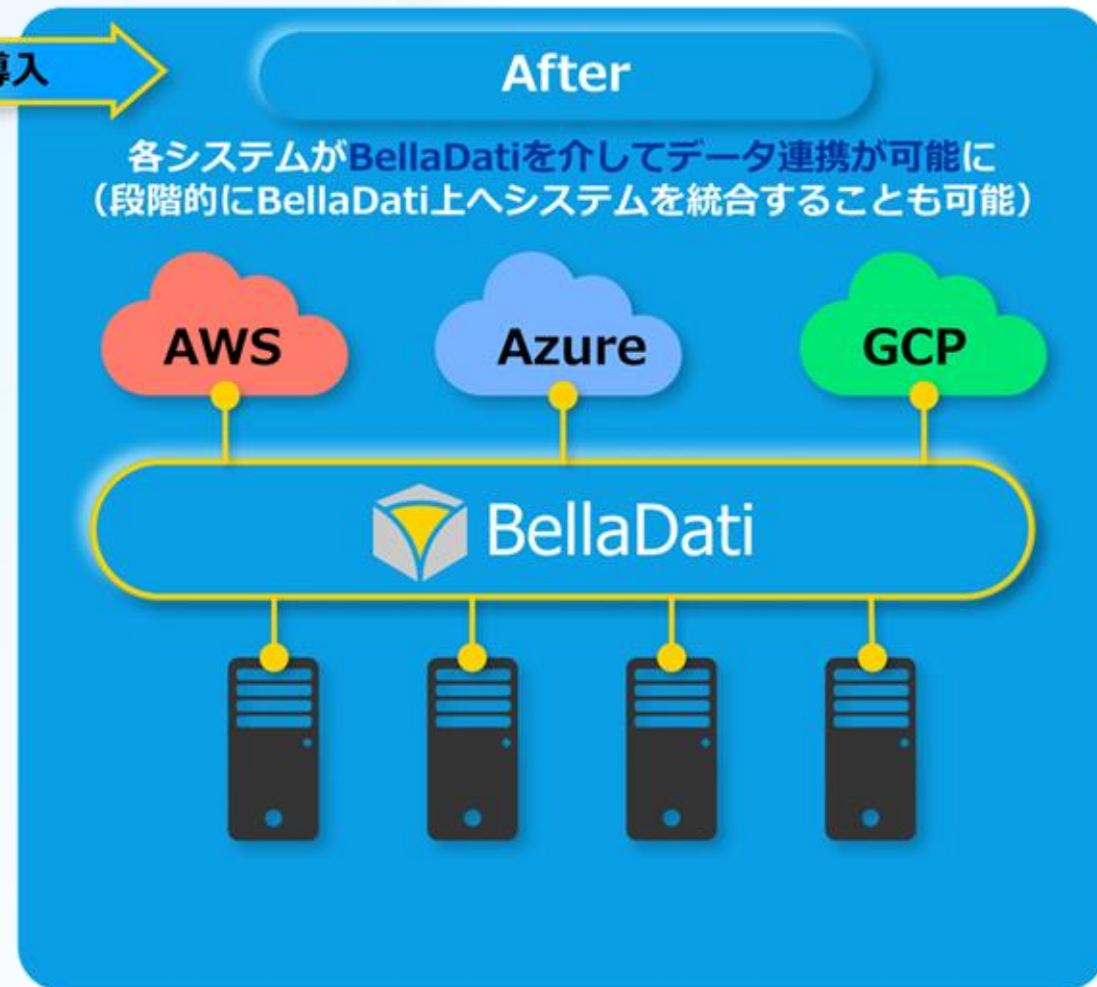 導入
After
各システムがBellaDatiを介してデータ連携が可能に
（段階的にBellaDati上へシステムを統合することも可能）
AWS
Azure
GCP
BellaDati